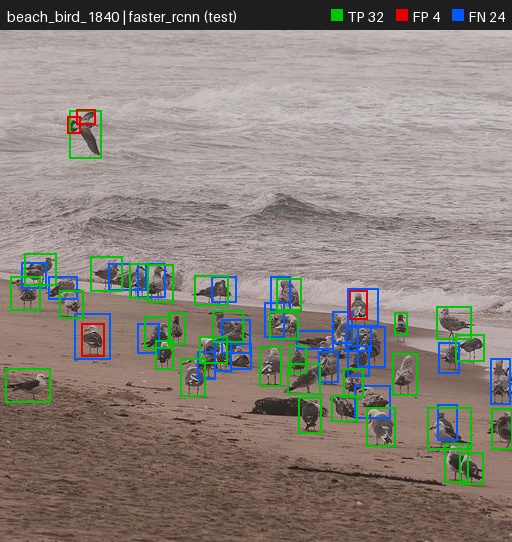 beach_bird_1840 | faster_rcnn (test)
TP 32
FP 4
FN 24